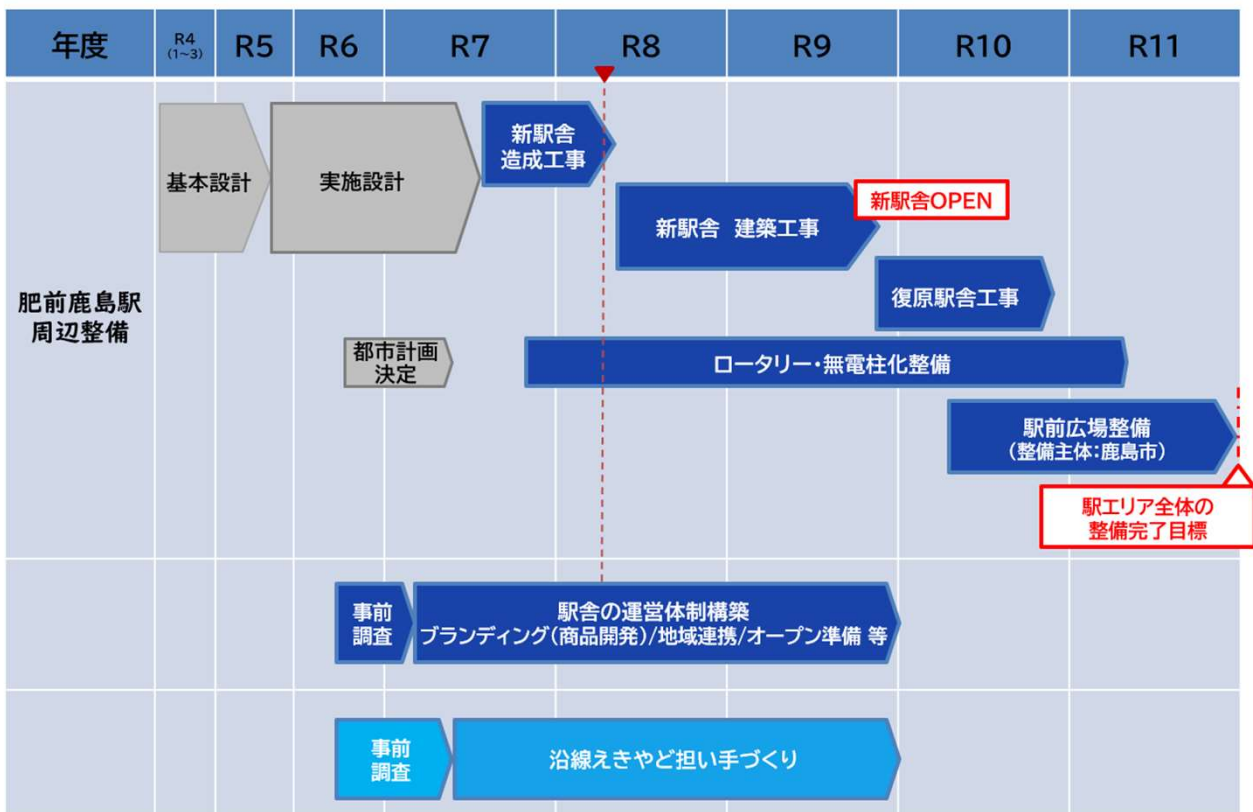 年度
R4
(1~3)
R5
R6
R7
R8
R9
R10
R11
肥前鹿島駅
周辺整備
基本設計
実施設計
新駅舎
造成工事
新駅舎 建築工事
新駅舎OPEN
復原駅舎工事
都市計画
決定
ロータリー・無電柱化整備
駅前広場整備
(整備主体:鹿島市)
駅エリア全体の
整備完了目標
事前
調査
駅舎の運営体制構築
ブランディング(商品開発)/地域連携/オープン準備 等
事前
調査
沿線えきやど担い手づくり